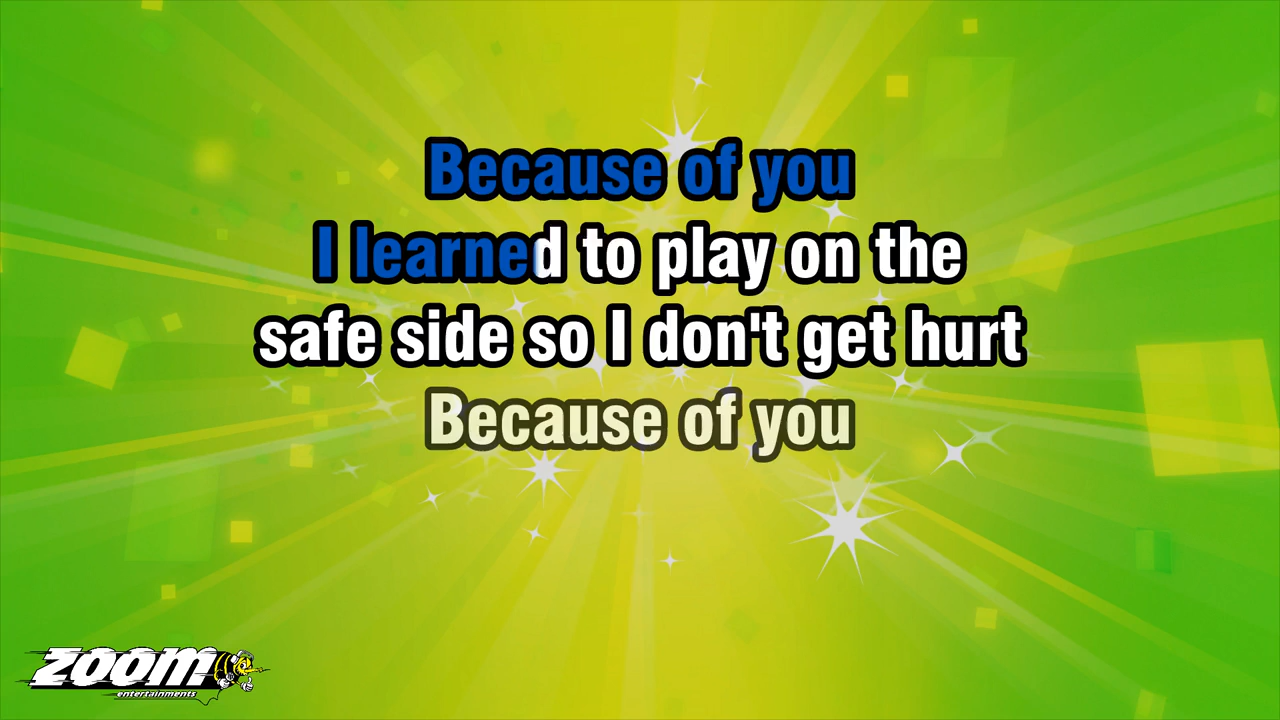 Because of you
I learned to play on the
safe side so I don't get hurt
Because of you
zoom
entertainments